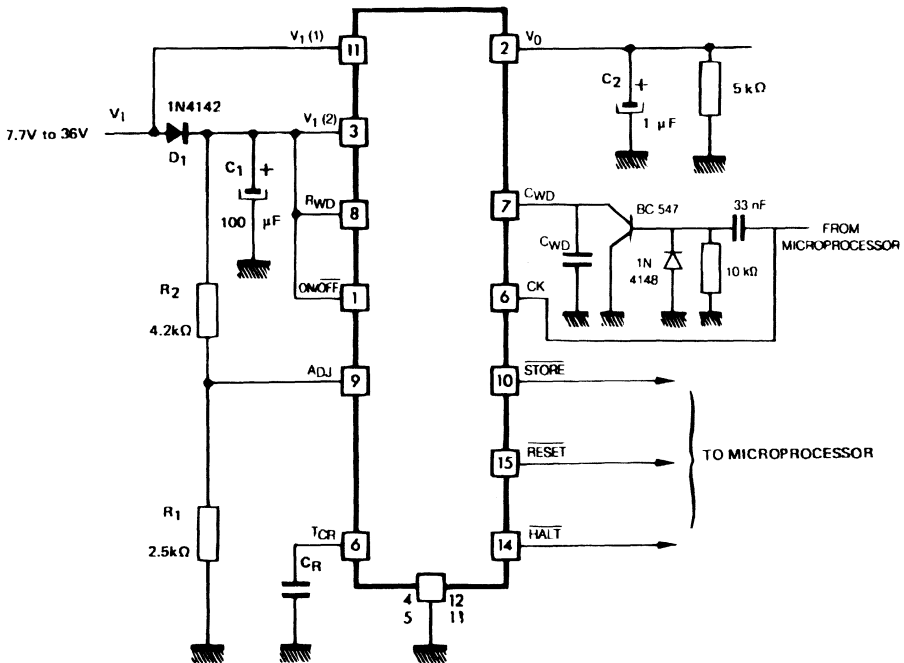 V1 (1)
11
2
V0
C2
+
1 μF
5 kΩ
VI
7.7V to 36V
1N4142
D1
V1 (2)
3
C1
+
100 μF
RWD
8
7
CWD
BC 547
33 nF
FROM
MICROPROCESSOR
CWD
1N
4148
10 kΩ
ON/OFF
1
6
CK
R2
4.2kΩ
ADJ
9
10
STORE
15
RESET
TO MICROPROCESSOR
R1
2.5kΩ
TCR
6
CR
14
HALT
4 12
5